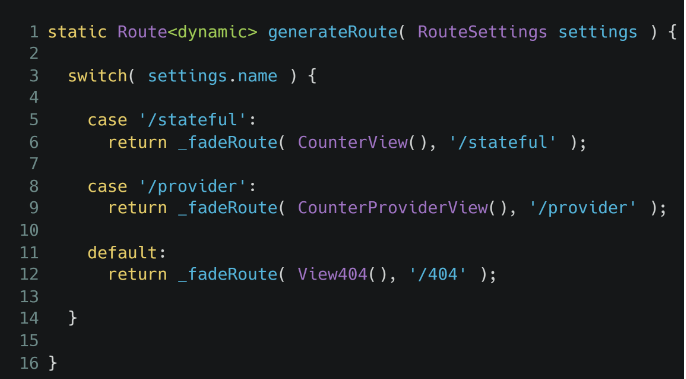 1 static Route<dynamic> generateRoute( RouteSettings settings ) {
2
3   switch( settings.name ) {
4
5     case '/stateful':
6       return _fadeRoute( CounterView(), '/stateful' );
7
8     case '/provider':
9       return _fadeRoute( CounterProviderView(), '/provider' );
10
11     default:
12       return _fadeRoute( View404(), '/404' );
13
14   }
15
16 }